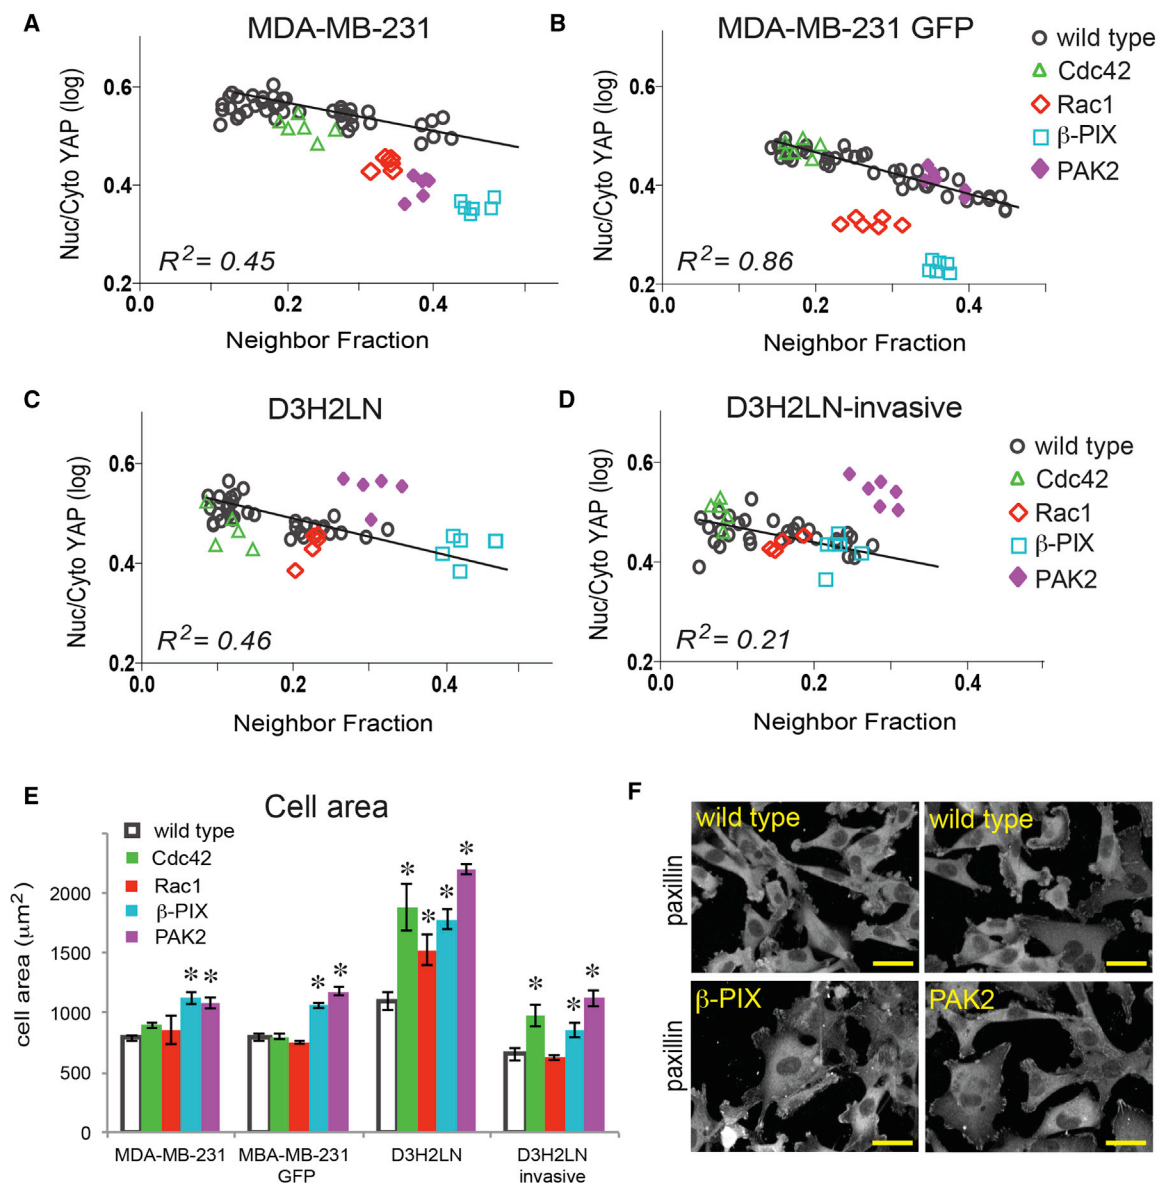 A
MDA-MB-231
Nuc/Cyto YAP (log)
0.6
0.4
0.2
R2= 0.45
0.0
0.2
0.4
Neighbor Fraction
B
MDA-MB-231 GFP
Nuc/Cyto YAP (log)
0.6
0.4
0.2
R2= 0.86
0.0
0.2
0.4
Neighbor Fraction
wild type
Cdc42
Rac1
β-PIX
PAK2
C
D3H2LN
Nuc/Cyto YAP (log)
0.6
0.4
0.2
R2= 0.46
0.0
0.2
0.4
Neighbor Fraction
D
D3H2LN-invasive
Nuc/Cyto YAP (log)
0.6
0.4
0.2
R2= 0.21
0.0
0.2
0.4
Neighbor Fraction
wild type
Cdc42
Rac1
β-PIX
PAK2
E
Cell area
wild type
Cdc42
Rac1
β-PIX
PAK2
cell area (μm2)
2000
1500
1000
500
0
* *
* *
* * * *
* * *
MDA-MB-231
MBA-MB-231
GFP
D3H2LN
D3H2LN
invasive
F
paxillin
wild type
wild type
paxillin
β-PIX
PAK2